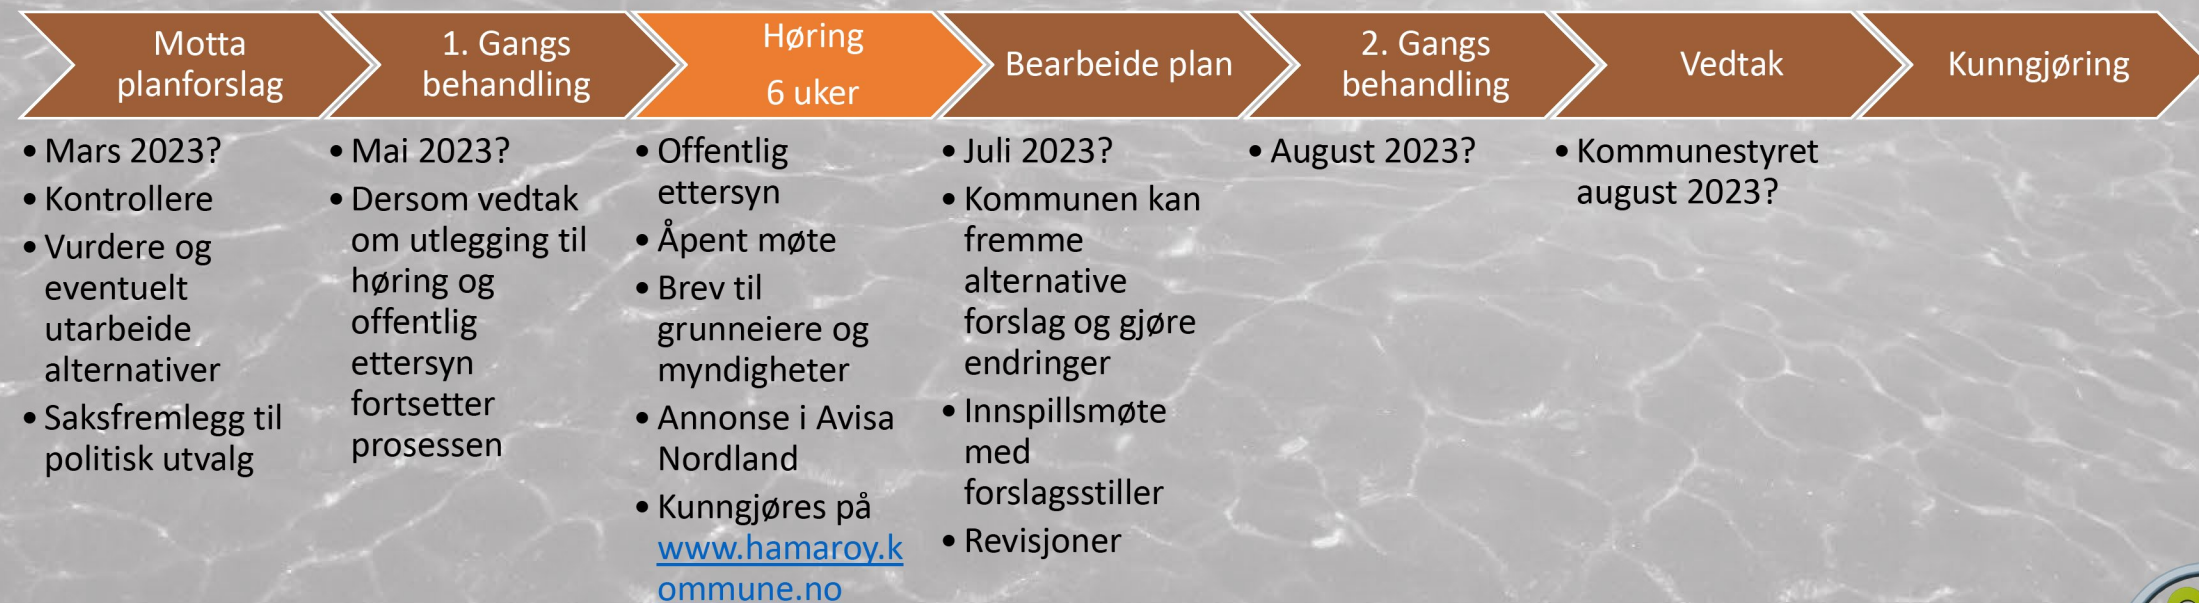 Motta
planforslag
1. Gangs
behandling
Høring
6 uker
Bearbeide plan
2. Gangs
behandling
Vedtak
Kunngjøring
• Mars 2023?
• Kontrollere
• Vurdere og
eventuelt
utarbeide
alternativer
• Saksfremlegg til
politisk utvalg
• Mai 2023?
• Dersom vedtak
om utlegging til
høring og
offentlig
ettersyn
fortsetter
prosessen
• Offentlig
ettersyn
• Åpent møte
• Brev til
grunneiere og
myndigheter
• Annonse i Avisa
Nordland
• Kunngjøres på
www.hamaroy.k
ommune.no
• Juli 2023?
• Kommunen kan
fremme
alternative
forslag og gjøre
endringer
• Innspillsmøte
med
forslagsstiller
• Revisjoner
• August 2023?
• Kommunestyret
august 2023?